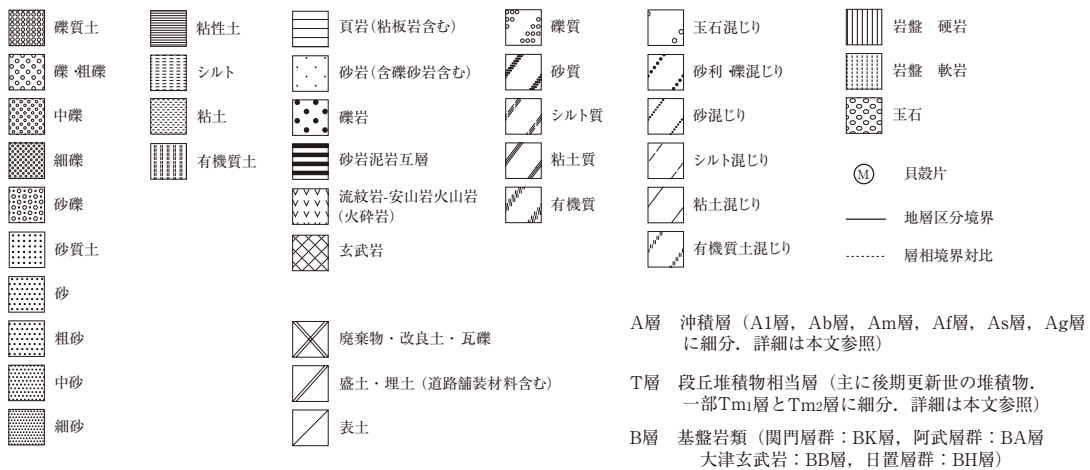 礫質土
礫・粗礫
中礫
細礫
砂礫
砂質土
砂
粗砂
中砂
細砂
粘性土
シルト
粘土
有機質土
頁岩(粘板岩含む)
砂岩(含礫砂岩含む)
礫岩
砂岩泥岩互層
流紋岩-安山岩火山岩
(火砕岩)
玄武岩
廃棄物・改良土・瓦礫
盛土・埋土 (道路舗装材料含む)
表土
礫質
砂質
シルト質
粘土質
有機質
玉石混じり
砂利・礫混じり
砂混じり
シルト混じり
粘土混じり
有機質土混じり
岩盤 硬岩
岩盤 軟岩
玉石
M 貝殻片
地層区分境界
層相境界対比
A層 沖積層(A1層,Ab層,Am層,Af層,As層,Ag層
に細分.詳細は本文参照)
T層 段丘堆積物相当層(主に後期更新世の堆積物.
一部Tm1層とTm2層に細分.詳細は本文参照)
B層 基盤岩類(関門層群:BK層,阿武層群:BA層
大津玄武岩:BB層,日置層群:BH層)